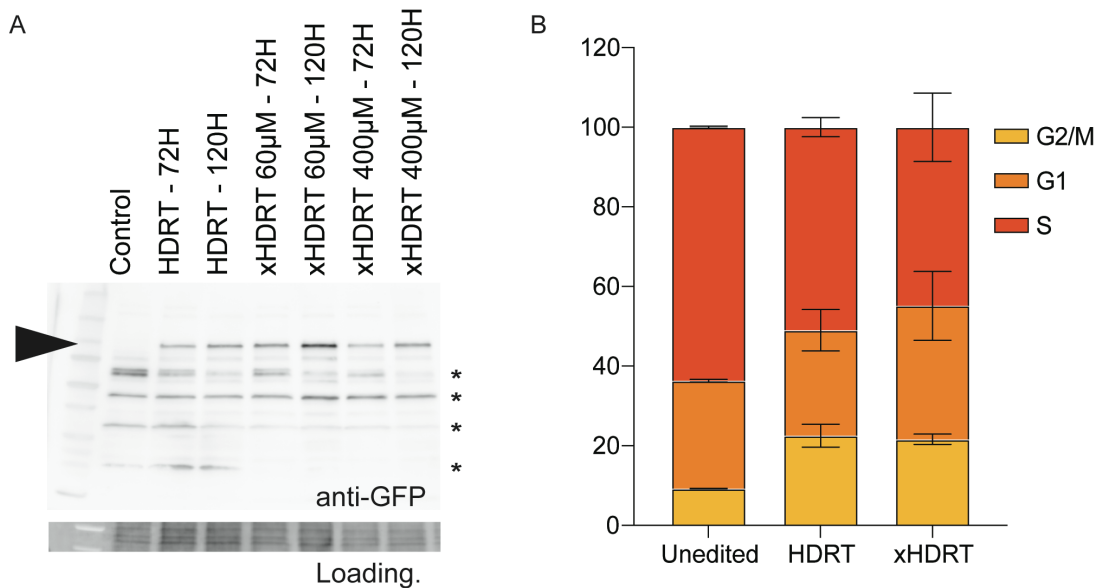 A
Control
HDRT - 72H
HDRT - 120H
xHDRT 60µM - 72H
xHDRT 60µM - 120H
xHDRT 400µM - 72H
xHDRT 400µM - 120H
*
*
*
*
anti-GFP
Loading.
B
120
100
80
60
40
20
0
Unedited
HDRT
xHDRT
G2/M
G1
S